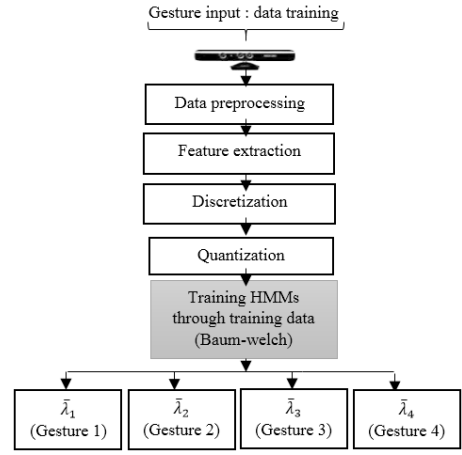 Gesture input : data training
Data preprocessing
Feature extraction
Discretization
Quantization
Training HMMs
through training data
(Baum-welch)
λ̄₁
(Gesture 1)
λ̄₂
(Gesture 2)
λ̄₃
(Gesture 3)
λ̄₄
(Gesture 4)